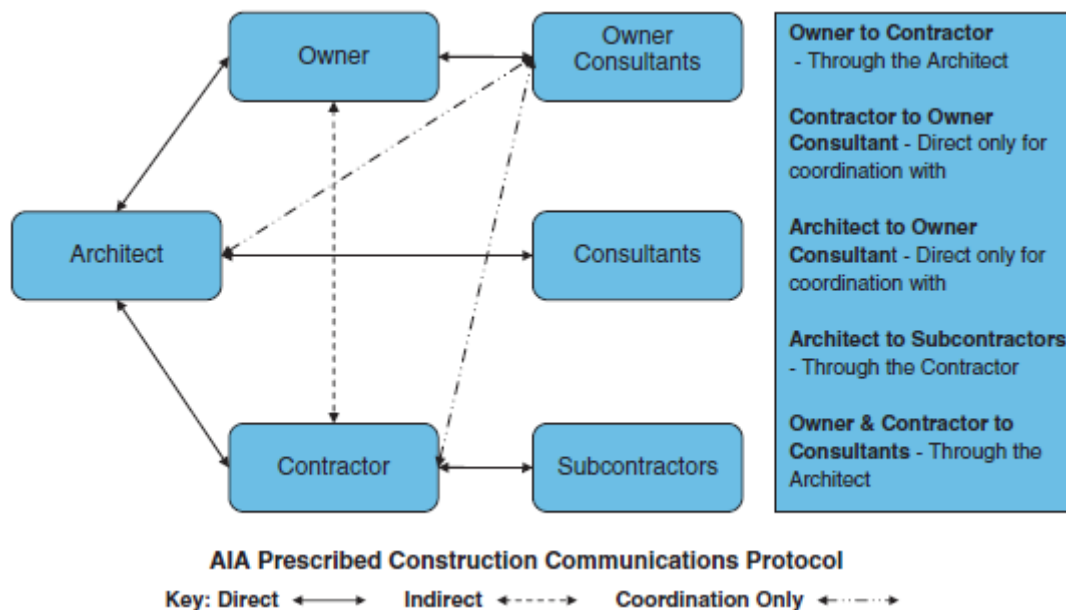 Owner
Owner
Consultants
Architect
Consultants
Contractor
Subcontractors
Owner to Contractor
- Through the Architect
Contractor to Owner
Consultant - Direct only for
coordination with
Architect to Owner
Consultant - Direct only for
coordination with
Architect to Subcontractors
- Through the Contractor
Owner & Contractor to
Consultants - Through the
Architect
AIA Prescribed Construction Communications Protocol
Key: Direct Indirect Coordination Only